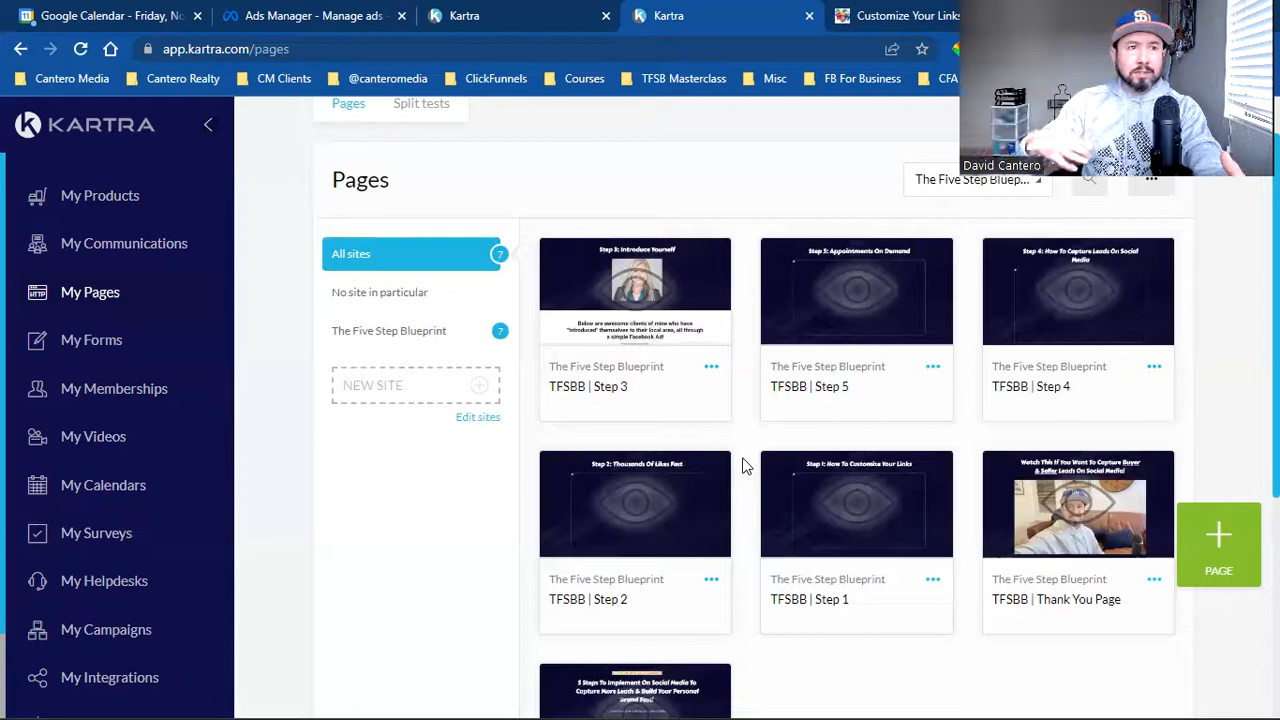 Google Calendar - Friday, No
Ads Manager - Manage ads -
Kartra
Kartra
Customize Your Links
app.kartra.com/pages
Cantero Media
Cantero Realty
CM Clients
@canteromedia
ClickFunnels
Courses
TFSB Masterclass
Misc
FB For Business
CFA
KARTRA
My Products
My Communications
My Pages
My Forms
My Memberships
My Videos
My Calendars
My Surveys
My Helpdesks
My Campaigns
My Integrations
Pages
Split tests
Pages
The Five Step Bluep...
All sites 7
No site in particular
The Five Step Blueprint 7
NEW SITE
Edit sites
Step 3: Introduce Yourself
Below are awesome clients of mine who have
"introduced" themselves to their local area, all through
a simple Facebook Ad!
The Five Step Blueprint
TFSBB | Step 3
Step 5: Appointments On Demand
The Five Step Blueprint
TFSBB | Step 5
Step 4: How To Capture Leads On Social
Media
The Five Step Blueprint
TFSBB | Step 4
Step 2: Thousands Of Likes Fast
The Five Step Blueprint
TFSBB | Step 2
Step 1: How To Customize Your Links
The Five Step Blueprint
TFSBB | Step 1
Watch This If You Want To Capture Buyer
& Seller Leads On Social Media!
The Five Step Blueprint
TFSBB | Thank You Page
5 Steps To Implement On Social Media To
Capture More Leads & Build Your Personal
Brand Fast!
PAGE
David Cantero